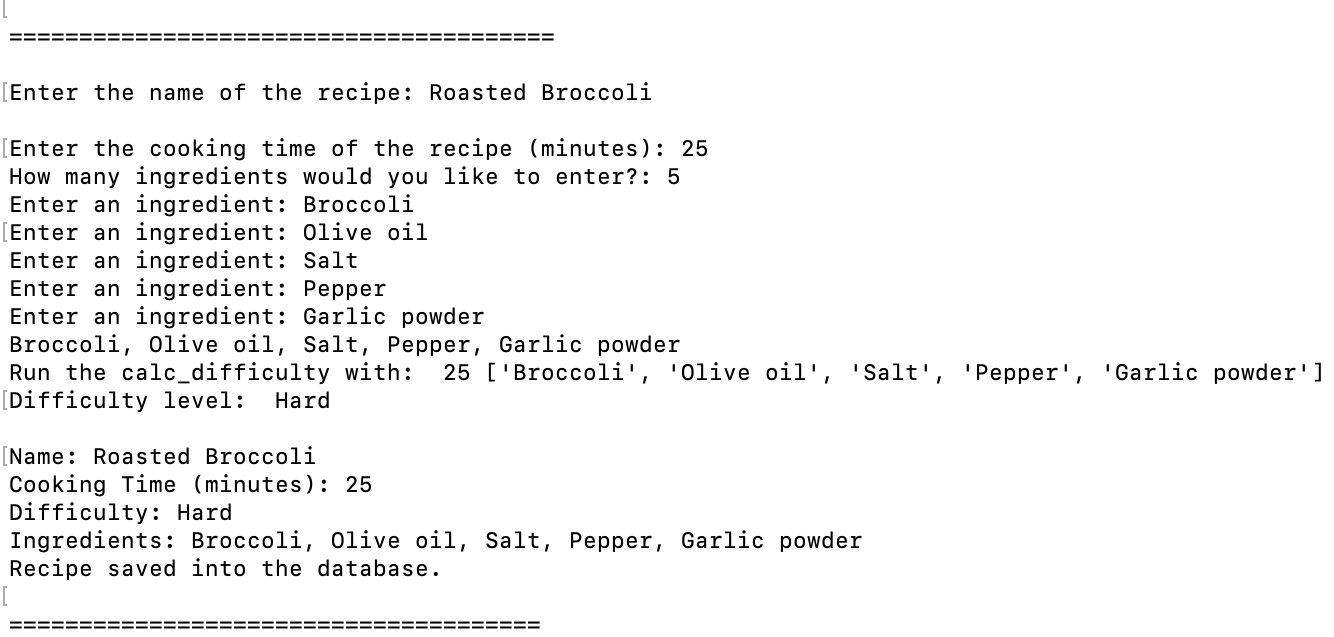 [
=======================================
[Enter the name of the recipe: Roasted Broccoli
[Enter the cooking time of the recipe (minutes): 25
How many ingredients would you like to enter?: 5
Enter an ingredient: Broccoli
[Enter an ingredient: Olive oil
Enter an ingredient: Salt
Enter an ingredient: Pepper
Enter an ingredient: Garlic powder
Broccoli, Olive oil, Salt, Pepper, Garlic powder
Run the calc_difficulty with:  25 ['Broccoli', 'Olive oil', 'Salt', 'Pepper', 'Garlic powder']
[Difficulty level:  Hard
[Name: Roasted Broccoli
Cooking Time (minutes): 25
Difficulty: Hard
Ingredients: Broccoli, Olive oil, Salt, Pepper, Garlic powder
Recipe saved into the database.
[
======================================